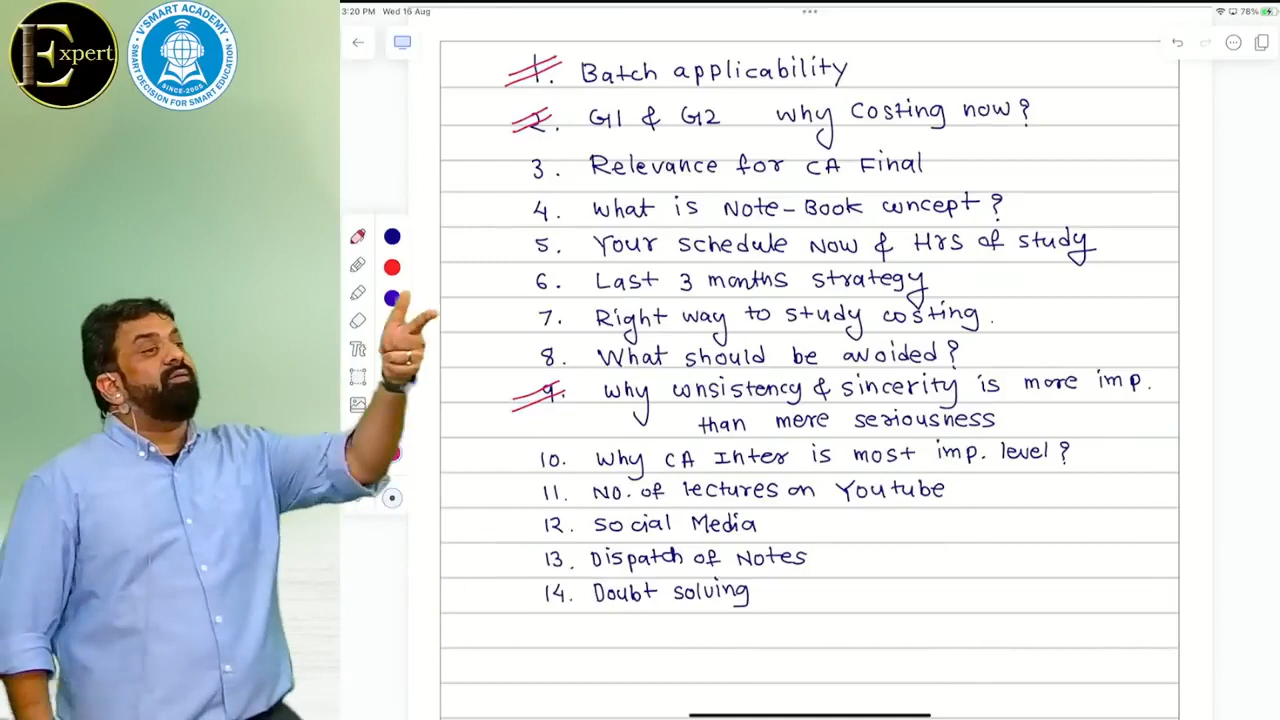 3:20 PM Wed 16 Aug
78%
Expert
V'SMART ACADEMY
SINCE-2005
SMART DECISION FOR SMART EDUCATION
Tt
1. Batch applicability
2. G1 & G2 why costing now?
3. Relevance for CA Final
4. What is Note-Book concept?
5. Your schedule Now & Hrs of study
6. Last 3 months strategy
7. Right way to study costing.
8. What should be avoided?
9. why consistency & sincerity is more imp.
than mere seriousness
10. Why CA Inter is most imp. level?
11. No. of lectures on Youtube
12. Social Media
13. Dispatch of Notes
14. Doubt solving